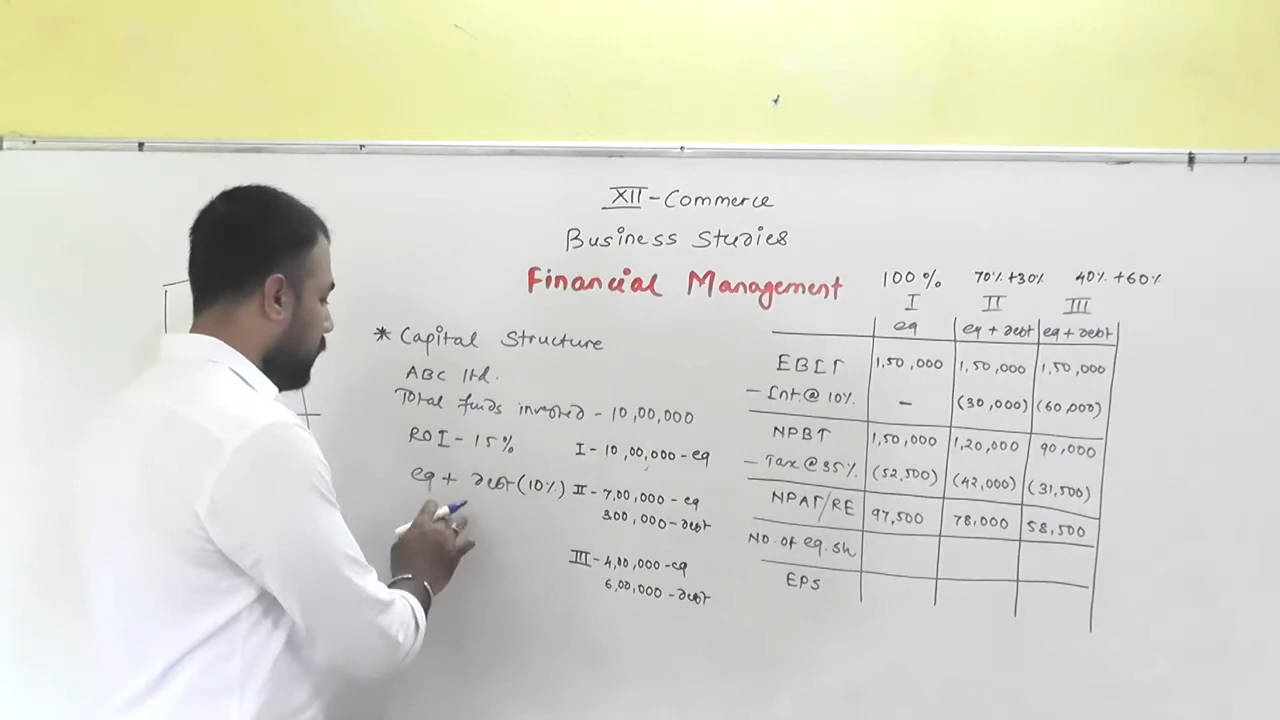 XII - Commerce
Business Studies
Financial Management
* Capital Structure
ABC ltd.
Total funds invested - 10,00,000
ROI - 15%
eq + debt (10%)
I - 10,00,000 - eq
II - 7,00,000 - eq
300,000 - debt
III - 4,00,000 - eq
6,00,000 - debt
100% 70% + 30% 40% + 60%
I II III
eq eq + debt eq + debt
EBIT 1,50,000 1,50,000 1,50,000
- Int. @ 10% - (30,000) (60,000)
NPBT 1,50,000 1,20,000 90,000
- Tax @ 35% (52,500) (42,000) (31,500)
NPAT/RE 97,500 78,000 58,500
No. of eq. sh
EPS